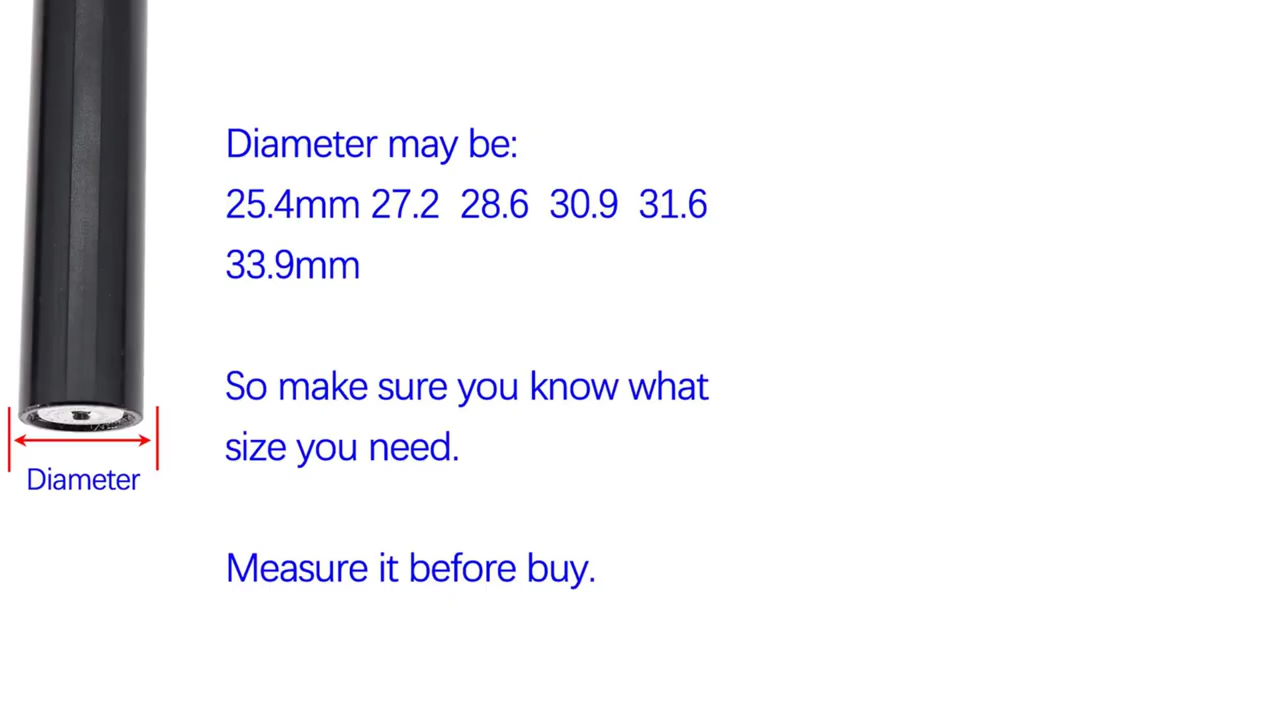 Diameter may be:
25.4mm 27.2 28.6 30.9 31.6
33.9mm
So make sure you know what
size you need.
Diameter
Measure it before buy.